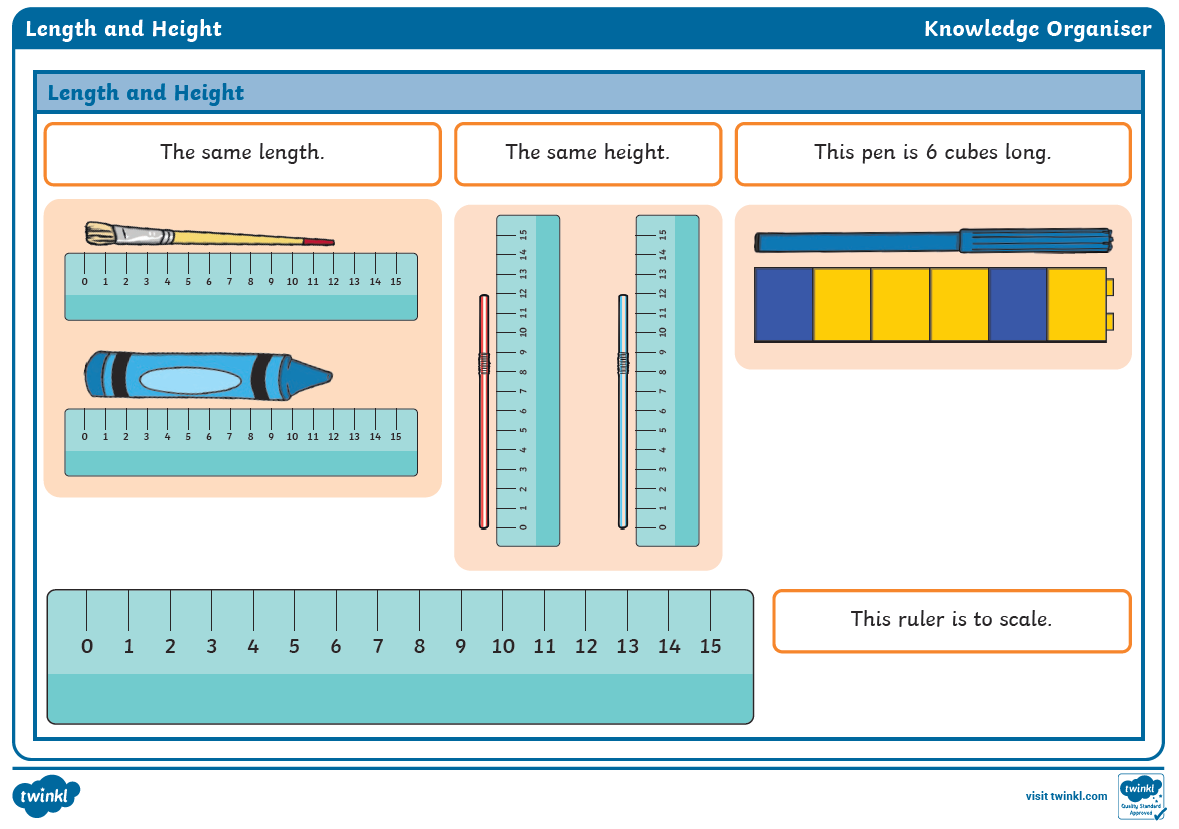 Length and Height
Knowledge Organiser
Length and Height
The same length.
The same height.
This pen is 6 cubes long.
0 1 2 3 4 5 6 7 8 9 10 11 12 13 14 15
0 1 2 3 4 5 6 7 8 9 10 11 12 13 14 15
0 1 2 3 4 5 6 7 8 9 10 11 12 13 14 15
0 1 2 3 4 5 6 7 8 9 10 11 12 13 14 15
0 1 2 3 4 5 6 7 8 9 10 11 12 13 14 15
This ruler is to scale.
twinkl
visit twinkl.com
twinkl
Quality Standard
Approved